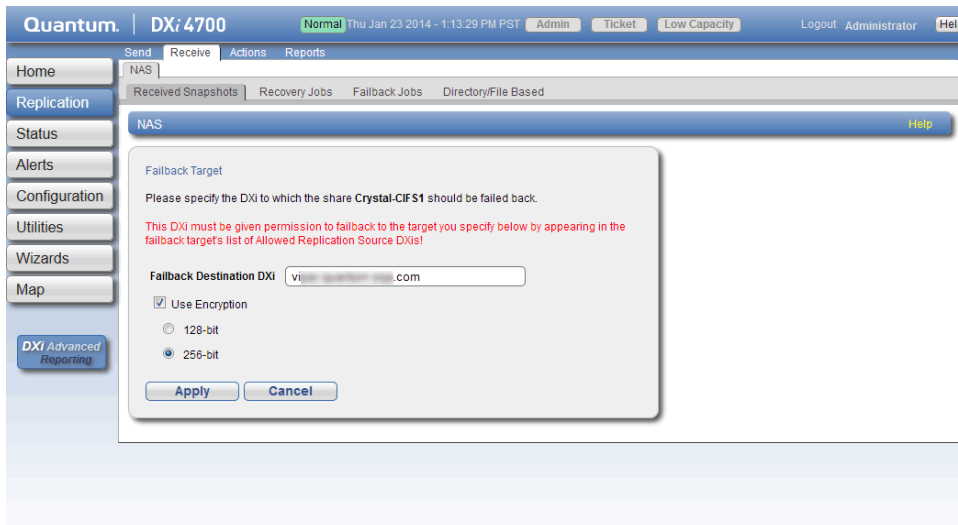 Quantum. DXi 4700 Normal Thu Jan 23 2014 - 1:13:29 PM PST Admin Ticket Low Capacity Logout Administrator Hel
Send Receive Actions Reports
NAS
Received Snapshots Recovery Jobs Failback Jobs Directory/File Based
Home
Replication
Status
Alerts
Configuration
Utilities
Wizards
Map
DXi Advanced
Reporting
NAS Help
Failback Target
Please specify the DXi to which the share Crystal-CIFS1 should be failed back.
This DXi must be given permission to failback to the target you specify below by appearing in the
failback target's list of Allowed Replication Source DXis!
Failback Destination DXi vi .com
Use Encryption
128-bit
256-bit
Apply Cancel